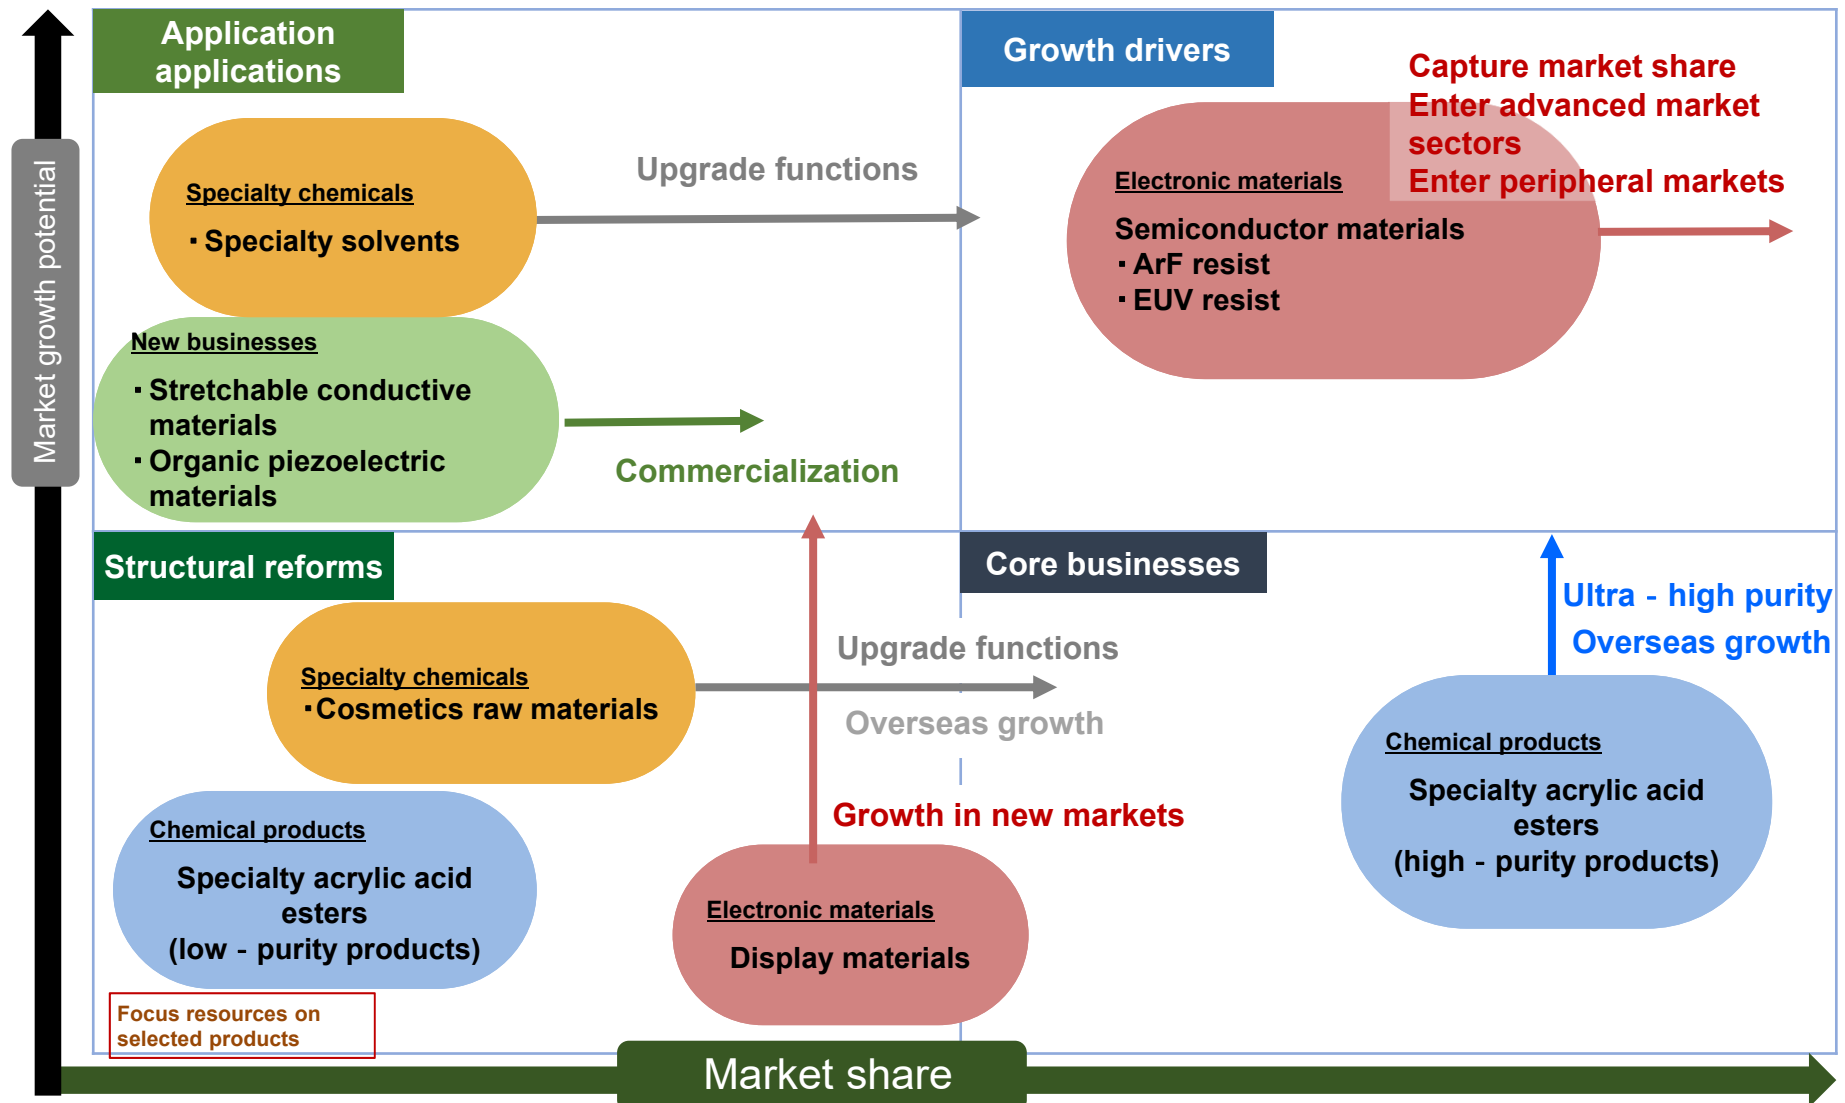 Application
applications
Growth drivers
Capture market share
Enter advanced market
sectors
Enter peripheral markets
Market growth potential
Specialty chemicals
・Specialty solvents
Upgrade functions
Electronic materials
Semiconductor materials
・ArF resist
・EUV resist
New businesses
・Stretchable conductive
materials
・Organic piezoelectric
materials
Commercialization
Structural reforms
Core businesses
Ultra - high purity
Overseas growth
Specialty chemicals
・Cosmetics raw materials
Upgrade functions
Overseas growth
Growth in new markets
Chemical products
Specialty acrylic acid
esters
(high - purity products)
Chemical products
Specialty acrylic acid
esters
(low - purity products)
Electronic materials
Display materials
Focus resources on
selected products
Market share